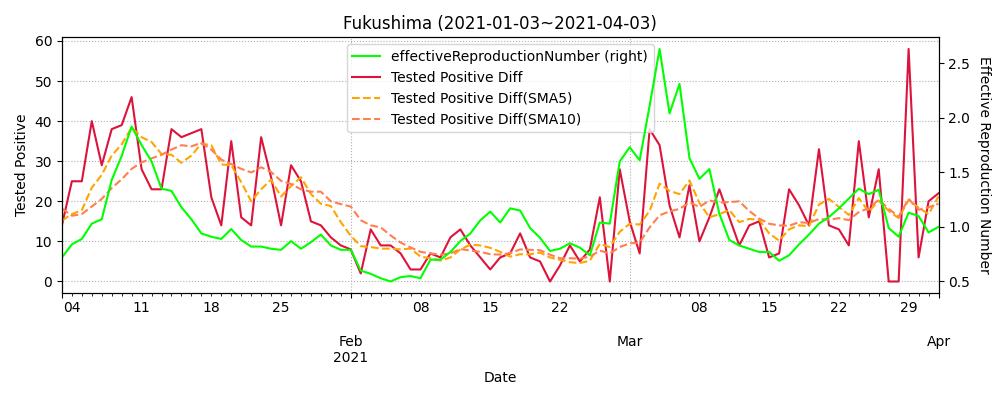 Fukushima (2021-01-03~2021-04-03)
effectiveReproductionNumber (right)
Tested Positive Diff
Tested Positive Diff(SMA5)
Tested Positive Diff(SMA10)
Tested Positive
60
50
40
30
20
10
0
2.5
2.0
1.5
1.0
0.5
Effective Reproduction Number
04 11 18 25 08 15 22 08 15 22 29
Feb Mar Apr
2021
Date